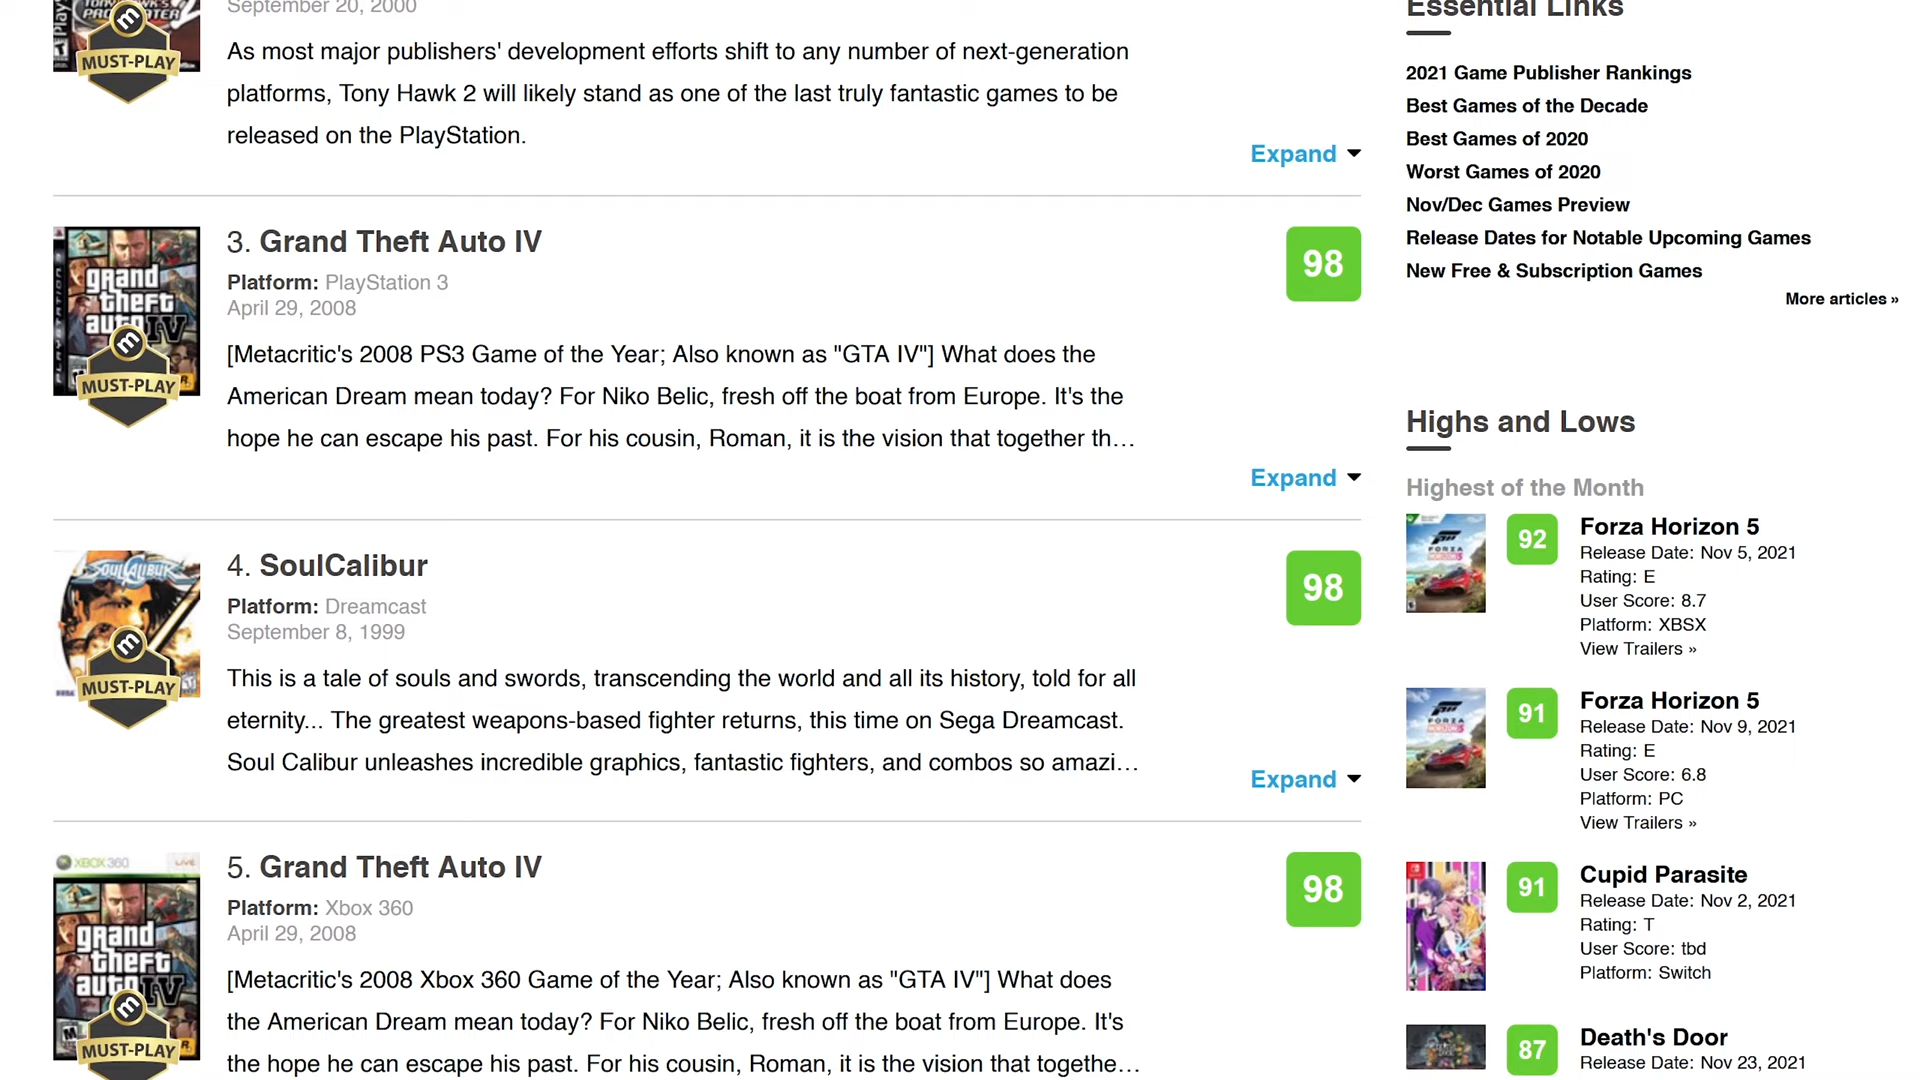 September 20, 2000
As most major publishers' development efforts shift to any number of next-generation
platforms, Tony Hawk 2 will likely stand as one of the last truly fantastic games to be
released on the PlayStation.
Expand
MUST-PLAY
3. Grand Theft Auto IV
Platform: PlayStation 3
April 29, 2008
98
[Metacritic's 2008 PS3 Game of the Year; Also known as "GTA IV"] What does the
American Dream mean today? For Niko Belic, fresh off the boat from Europe. It's the
hope he can escape his past. For his cousin, Roman, it is the vision that together th…
Expand
grand
theft
auto IV
MUST-PLAY
4. SoulCalibur
Platform: Dreamcast
September 8, 1999
98
This is a tale of souls and swords, transcending the world and all its history, told for all
eternity... The greatest weapons-based fighter returns, this time on Sega Dreamcast.
Soul Calibur unleashes incredible graphics, fantastic fighters, and combos so amazi…
Expand
SOULCALIBUR
MUST-PLAY
5. Grand Theft Auto IV
Platform: Xbox 360
April 29, 2008
98
[Metacritic's 2008 Xbox 360 Game of the Year; Also known as "GTA IV"] What does
the American Dream mean today? For Niko Belic, fresh off the boat from Europe. It's
the hope he can escape his past. For his cousin, Roman, it is the vision that togethe…
XBOX 360 LIVE
grand
theft
auto IV
MUST-PLAY
Essential Links
2021 Game Publisher Rankings
Best Games of the Decade
Best Games of 2020
Worst Games of 2020
Nov/Dec Games Preview
Release Dates for Notable Upcoming Games
New Free & Subscription Games
More articles »
Highs and Lows
Highest of the Month
92
Forza Horizon 5
Release Date: Nov 5, 2021
Rating: E
User Score: 8.7
Platform: XBSX
View Trailers »
91
Forza Horizon 5
Release Date: Nov 9, 2021
Rating: E
User Score: 6.8
Platform: PC
View Trailers »
91
Cupid Parasite
Release Date: Nov 2, 2021
Rating: T
User Score: tbd
Platform: Switch
87
Death's Door
Release Date: Nov 23, 2021